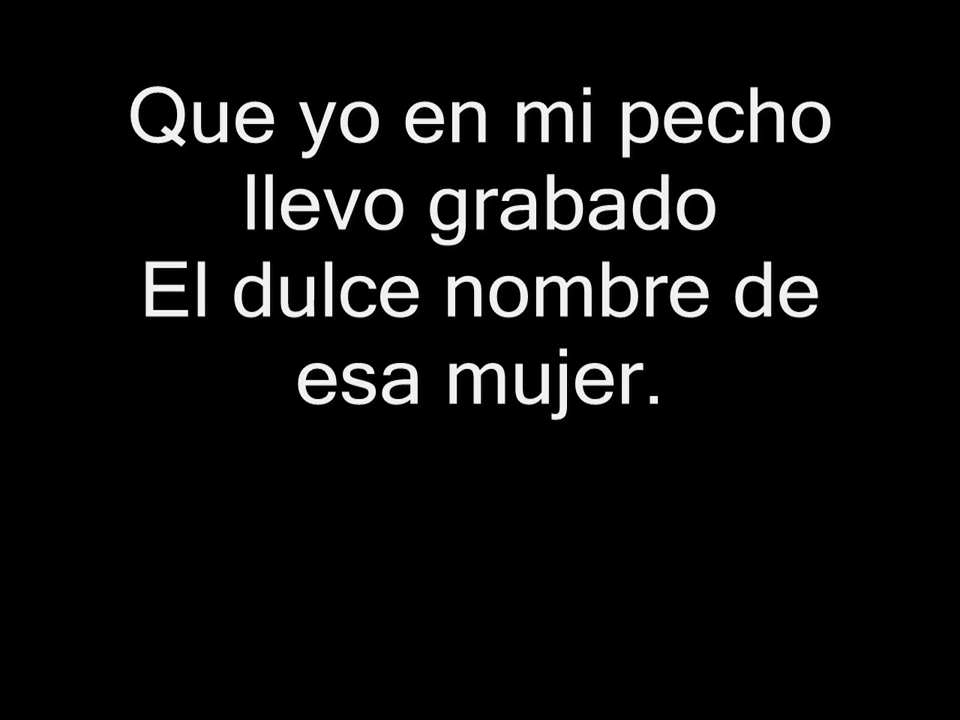 Que yo en mi pecho
llevo grabado
El dulce nombre de
esa mujer.